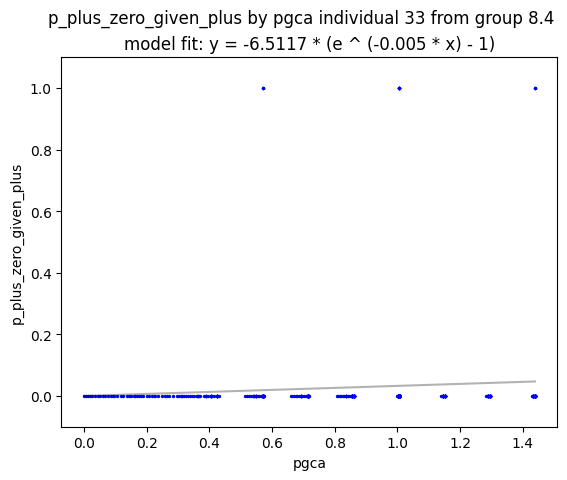 p_plus_zero_given_plus by pgca individual 33 from group 8.4
model fit: y = -6.5117 * (e ^ (-0.005 * x) - 1)
1.0
0.8
0.6
0.4
0.2
0.0
p_plus_zero_given_plus
0.0 0.2 0.4 0.6 0.8 1.0 1.2 1.4
pgca